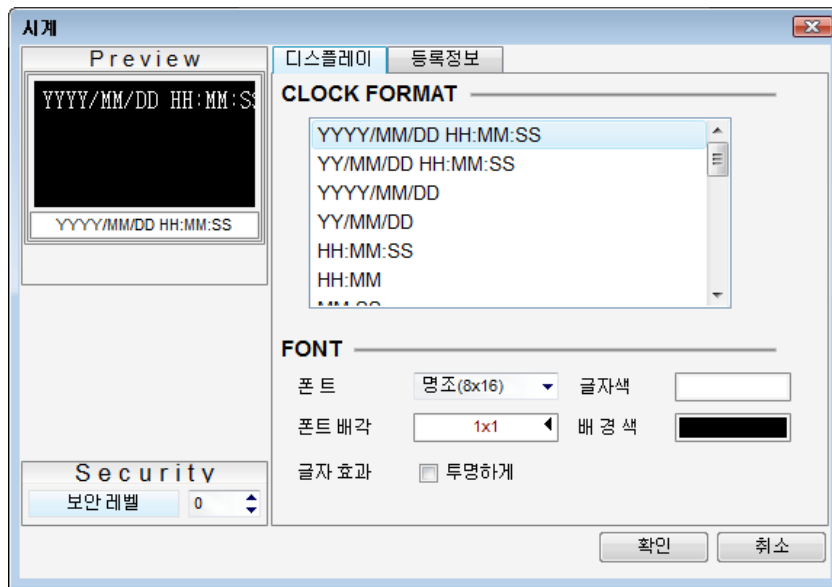 시계
Preview
YYYY/MM/DD HH:MM:SS
YYYY/MM/DD HH:MM:SS
Security
보안 레벨 0
디스플레이 등록정보
CLOCK FORMAT
YYYY/MM/DD HH:MM:SS
YY/MM/DD HH:MM:SS
YYYY/MM/DD
YY/MM/DD
HH:MM:SS
HH:MM
MM:SS
FONT
폰트 명조(8x16) 글자색
폰트 배각 1x1 배경색
글자 효과 투명하게
확인 취소